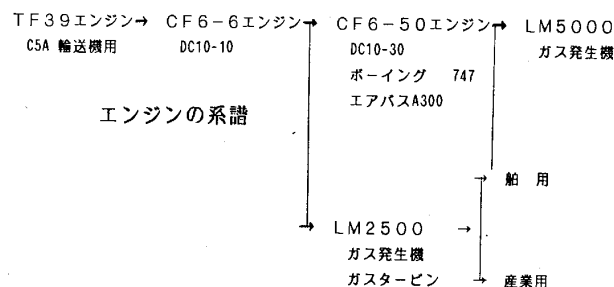 TF39エンジン→ CF6-6エンジン→ CF6-50エンジン→ LM5000
C5A 輸送機用 DC10-10 DC10-30 ガス発生機
ボーイング 747
エアバスA300
エンジンの系譜
→ 舶 用
→ LM2500 →
ガス発生機
ガスタービン → 産業用